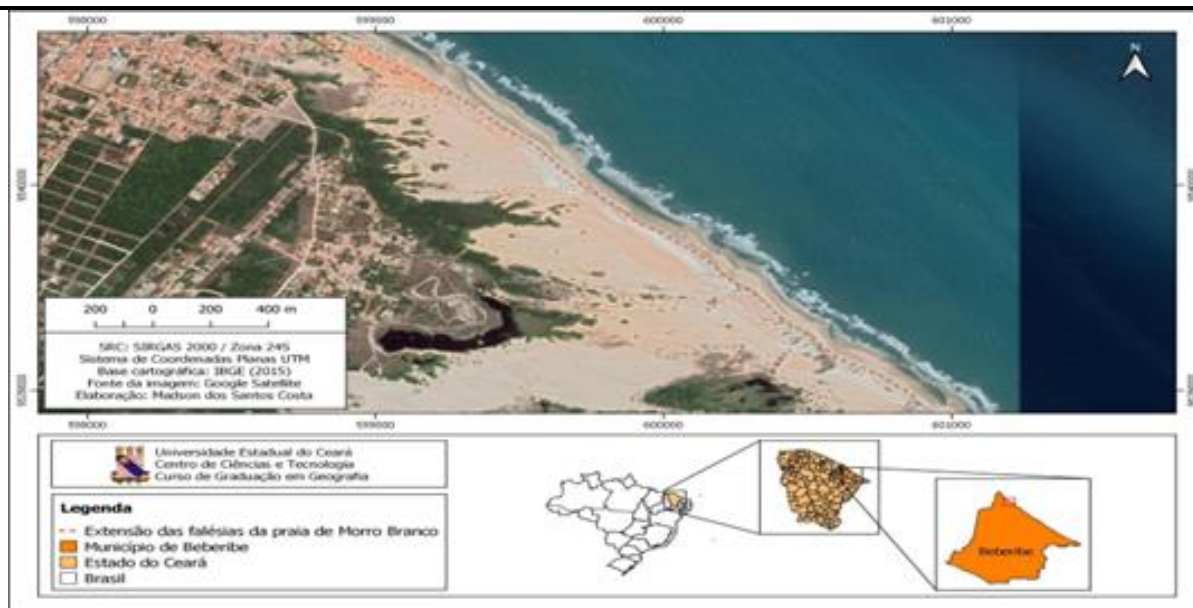 598000 599000 600000 601000
N
200 0 200 400 m
SRC: SIRGAS 2000 / Zona 24S
Sistema de Coordenadas Planas UTM
Base cartográfica: IBGE (2015)
Fonte da imagem: Google Satellite
Elaboração: Madson dos Santos Costa
598000 599000 600000 601000
Universidade Estadual do Ceará
Centro de Ciências e Tecnologia
Curso de Graduação em Geografia
Legenda
Extensão das falésias da praia de Morro Branco
Município de Beberibe
Estado do Ceará
Brasil
Beberibe